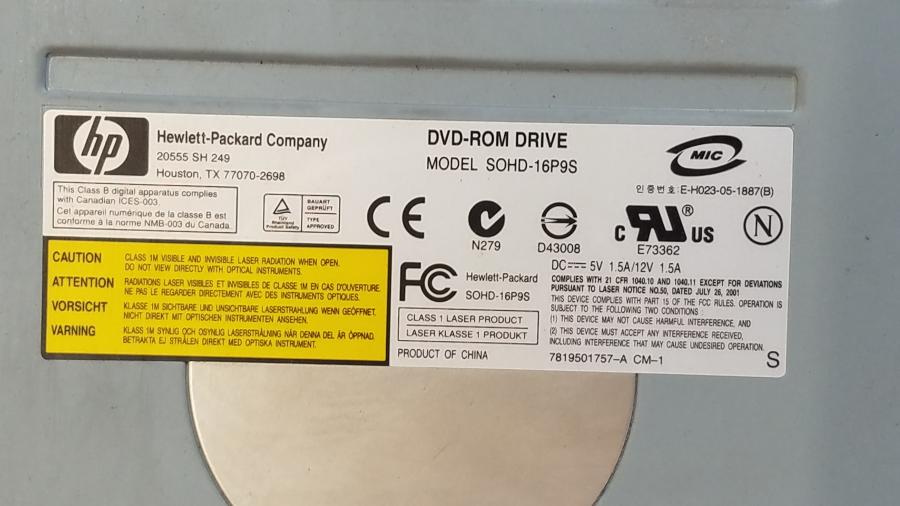 hp
Hewlett-Packard Company
20555 SH 249
Houston, TX 77070-2698
DVD-ROM DRIVE
MODEL SOHD-16P9S
MIC
인증번호:E-H023-05-1887(B)
This Class B digital apparatus complies
with Canadian ICES-003.
Cet appareil numérique de la classe B est
conforme à la norme NMB-003 du Canada.
TÜV
Rheinland
Product Safety
BAUART
GEPRÜFT
TYPE
APPROVED
CE
N279
D43008
c RU ® US
E73362
N
CAUTION CLASS 1M VISIBLE AND INVISIBLE LASER RADIATION WHEN OPEN.
DO NOT VIEW DIRECTLY WITH OPTICAL INSTRUMENTS.
ATTENTION RADIATIONS LASER VISIBLES ET INVISIBLES DE CLASSE 1M EN CAS D'OUVERTURE.
NE PAS LE REGARDER DIRECTEMENT AVEC DES INSTRUMENTS OPTIQUES.
VORSICHT KLASSE 1M SICHTBARE UND UNSICHTBARE LASERSTRAHLUNG WENN GEÖFFNET.
NICHT DIREKT MIT OPTISCHEN INSTRUMENTEN ANSEHEN.
VARNING KLASS 1M SYNLIG OCH OSYNLIG LASERSTRÅLNING NÄR DENNA DEL ÄR ÖPPNAD.
BETRAKTA EJ STRÅLEN DIREKT MED OPTISKA INSTRUMENT.
FC Hewlett-Packard
SOHD-16P9S
CLASS 1 LASER PRODUCT
LASER KLASSE 1 PRODUKT
PRODUCT OF CHINA
DC 5V 1.5A/12V 1.5A
COMPLIES WITH 21 CFR 1040.10 AND 1040.11 EXCEPT FOR DEVIATIONS
PURSUANT TO LASER NOTICE NO.50, DATED JULY 26, 2001
THIS DEVICE COMPLIES WITH PART 15 OF THE FCC RULES. OPERATION IS
SUBJECT TO THE FOLLOWING TWO CONDITIONS :
(1) THIS DEVICE MAY NOT CAUSE HARMFUL INTERFERENCE, AND
(2) THIS DEVICE MUST ACCEPT ANY INTERFERENCE RECEIVED,
INCLUDING INTERFERENCE THAT MAY CAUSE UNDESIRED OPERATION.
7819501757-A CM-1
S